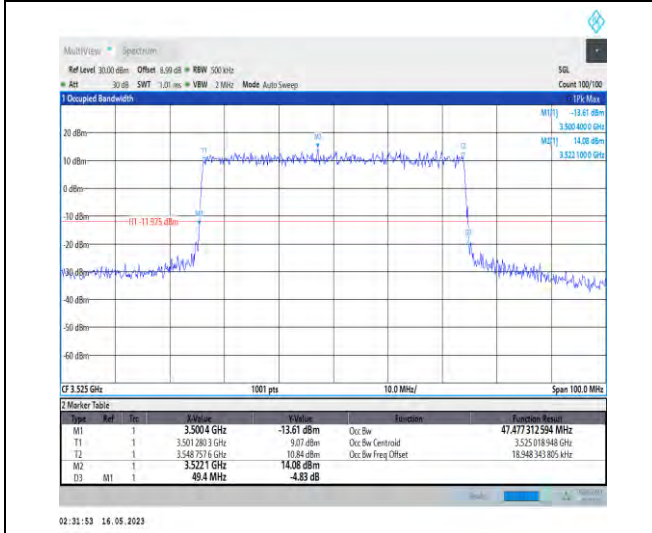 MultiView Spectrum
Ref Level 30.00 dBm Offset 8.99 dB RBW 500 kHz SGL
Att 30 dB SWT 1.01 ms VBW 2 MHz Mode Auto Sweep Count 100/100
1 Occupied Bandwidth 1Pk Max
M1[1] -13.61 dBm
3.500 400 0 GHz
M2[1] 14.08 dBm
3.522 100 0 GHz
20 dBm
M2
T1
10 dBm
0 dBm
-10 dBm
M1
H1 -11.925 dBm
D3
-30 dBm
-40 dBm
-50 dBm
-60 dBm
CF 3.525 GHz 1001 pts 10.0 MHz/ Span 100.0 MHz
2 Marker Table
Type Ref Trc X-Value Y-Value Function Function Result
M1 1 3.5004 GHz -13.61 dBm Occ Bw 47.477 312 594 MHz
T1 1 3.501 280 3 GHz 9.07 dBm Occ Bw Centroid 3.525 018 948 GHz
T2 1 3.548 757 6 GHz 10.84 dBm Occ Bw Freq Offset 18.948 343 805 kHz
M2 1 3.5221 GHz 14.08 dBm
D3 M1 1 49.4 MHz -4.83 dB
02:31:53 16.05.2023